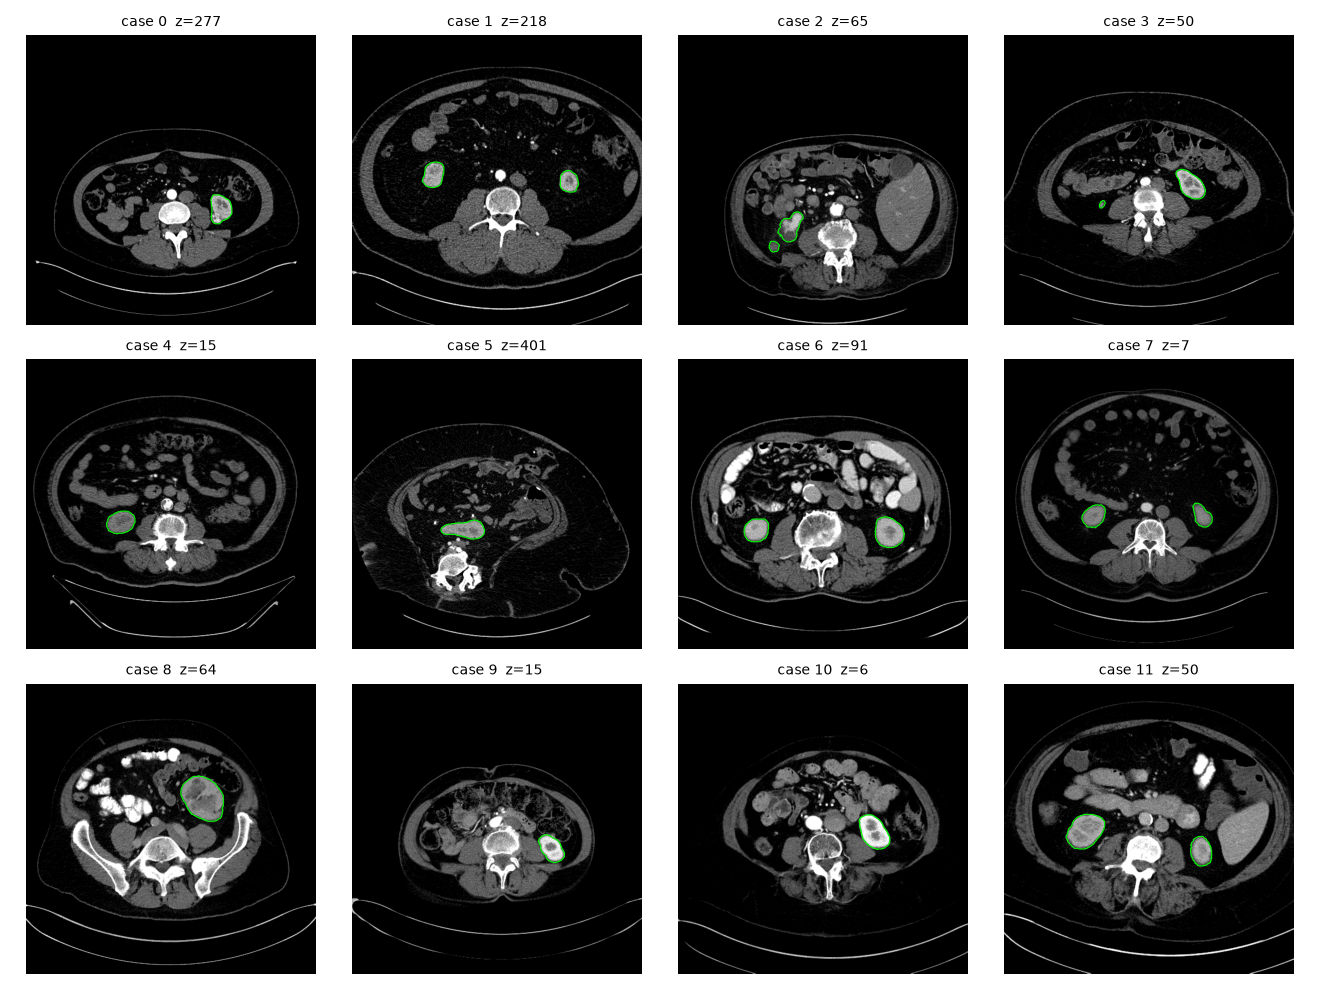 case 0 z=277
case 1 z=218
case 2 z=65
case 3 z=50
case 4 z=15
case 5 z=401
case 6 z=91
case 7 z=7
case 8 z=64
case 9 z=15
case 10 z=6
case 11 z=50